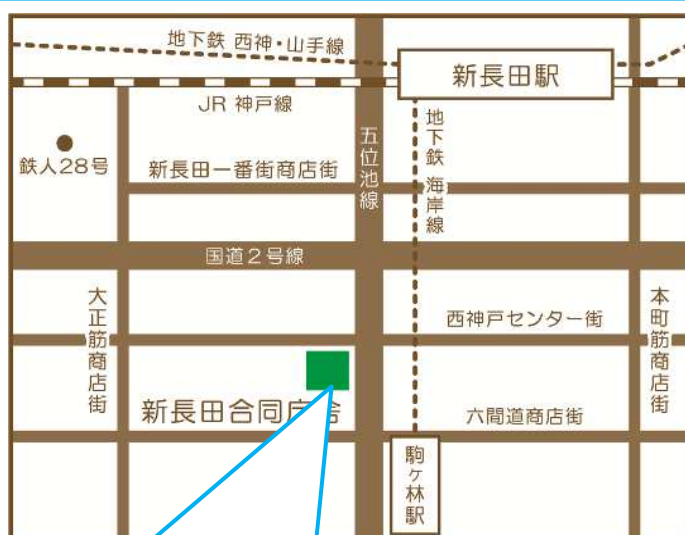 地下鉄 西神・山手線
新長田駅
JR 神戸線
鉄人28号
新長田一番街商店街
五位池線
地下鉄 海岸線
国道2号線
大正筋商店街
西神戸センター街
本町筋商店街
新長田合同庁舎
六間道商店街
駒ヶ林駅